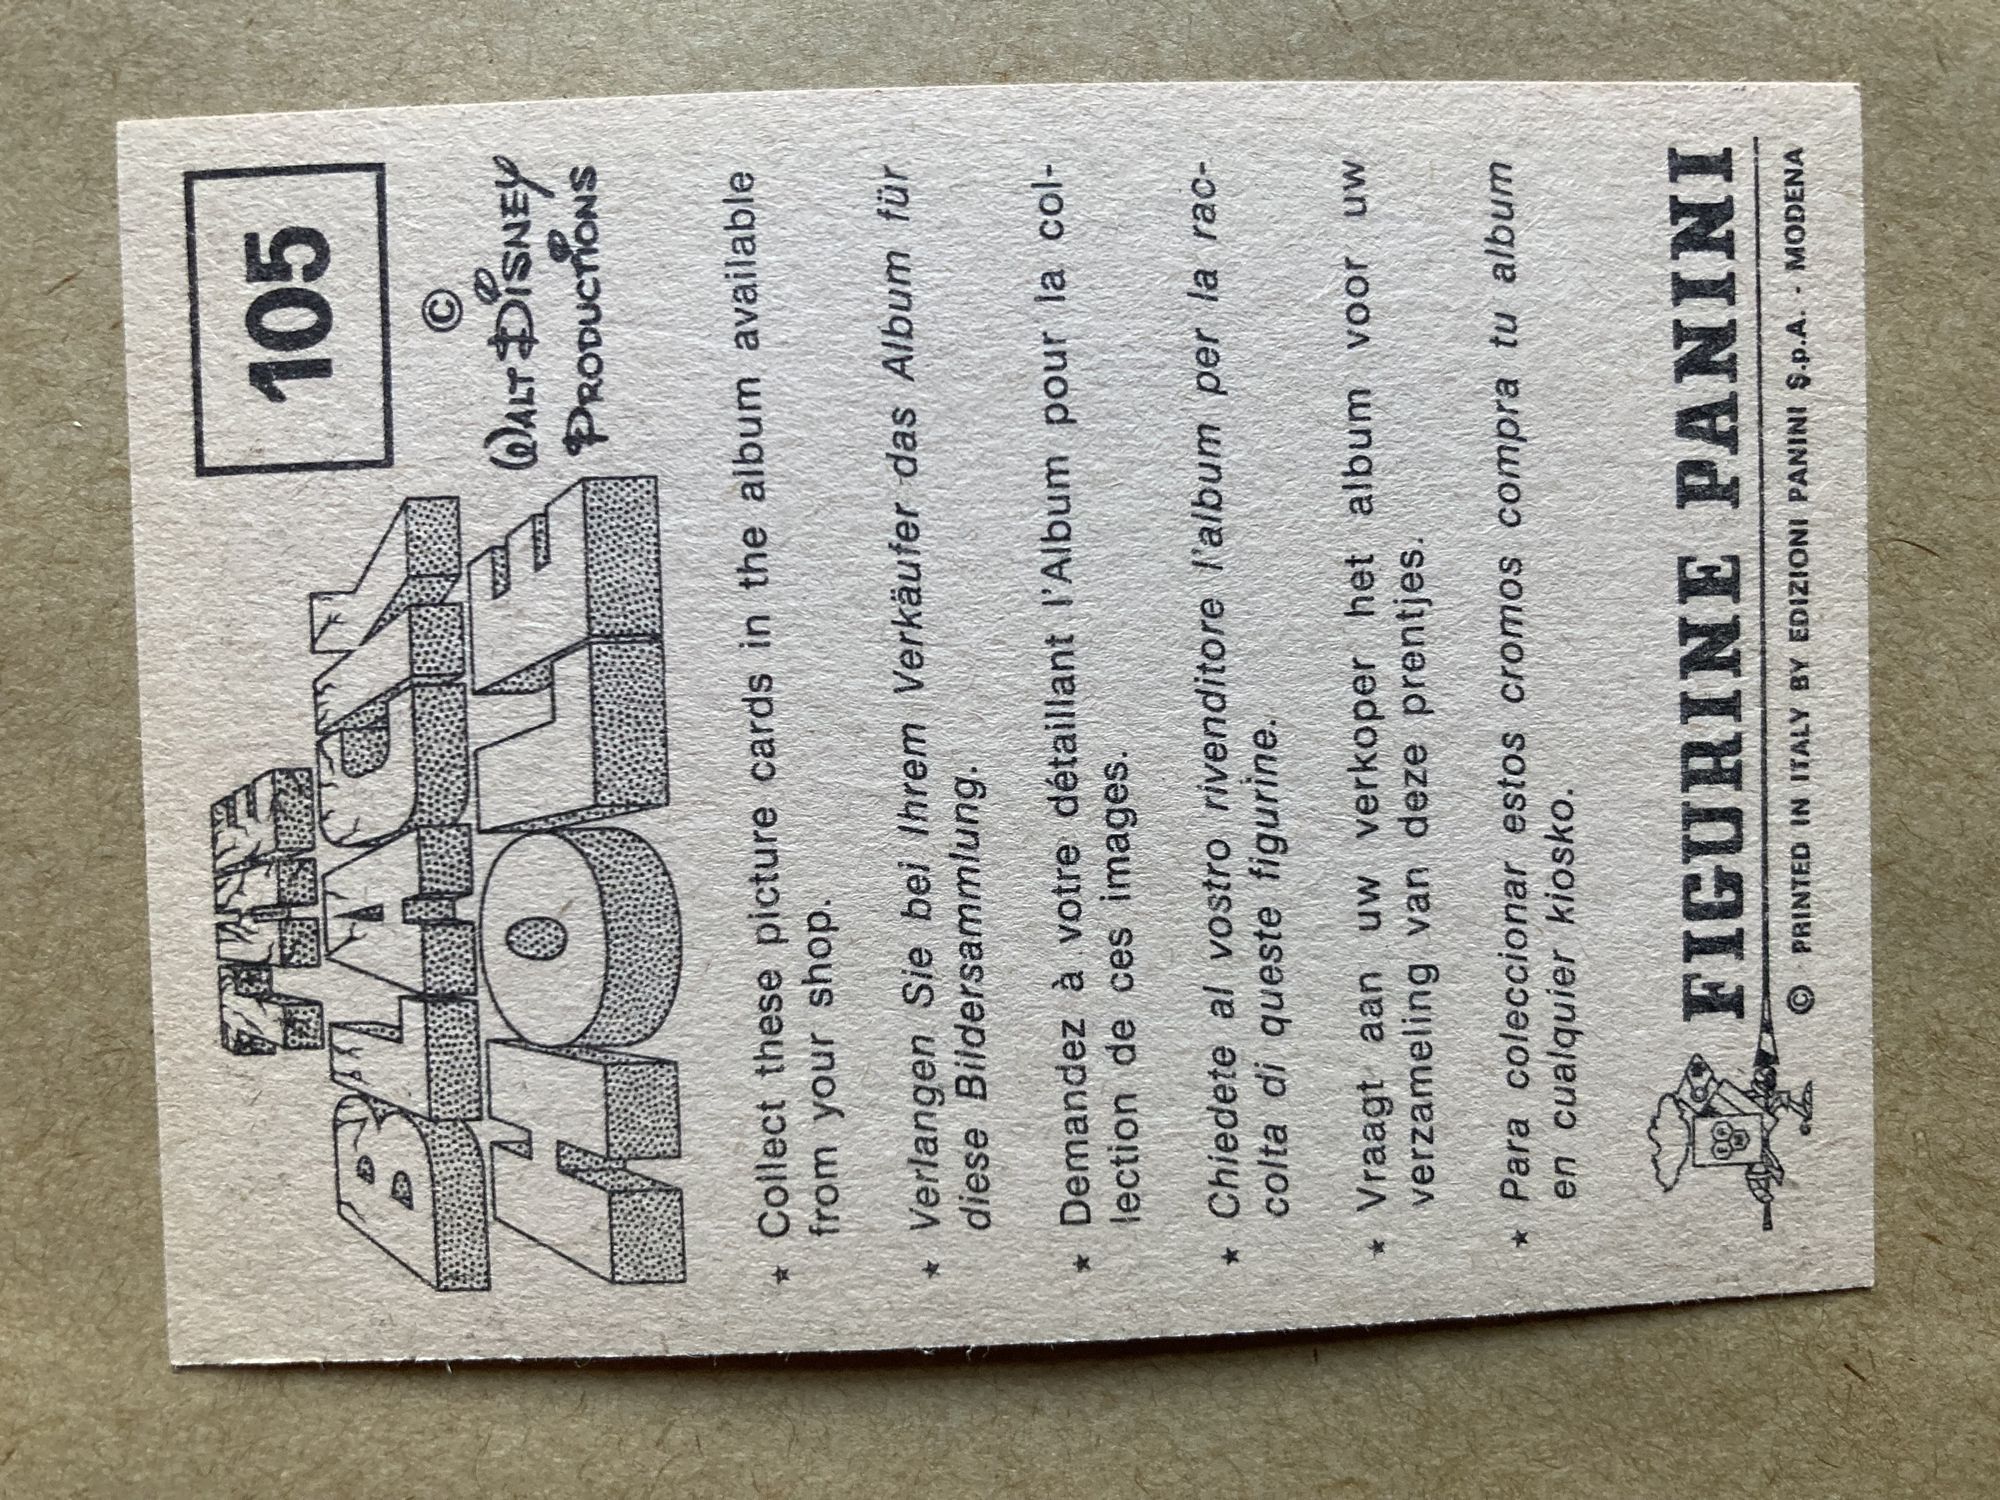 THE
BLACK
HOLE
105
©
WALT DISNEY
PRODUCTIONS
★ Collect these picture cards in the album available
from your shop.
★ Verlangen Sie bei Ihrem Verkäufer das Album für
diese Bildersammlung.
★ Demandez à votre détaillant l'Album pour la col-
lection de ces images.
★ Chiedete al vostro rivenditore l'album per la rac-
colta di queste figurine.
★ Vraagt aan uw verkoper het album voor uw
verzameling van deze prentjes.
★ Para coleccionar estos cromos compra tu album
en cualquier kiosko.
FIGURINE PANINI
© · PRINTED IN ITALY BY EDIZIONI PANINI S.p.A. - MODENA